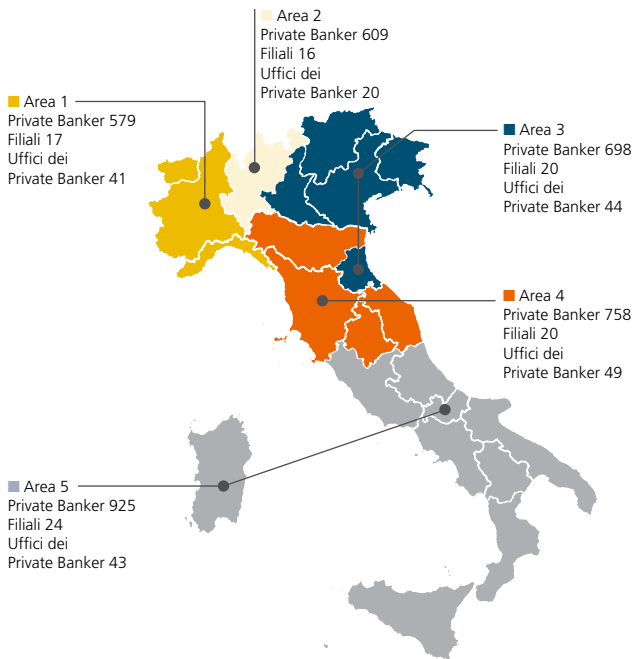 Area 2
Private Banker 609
Filiali 16
Uffici dei
Private Banker 20
Area 1
Private Banker 579
Filiali 17
Uffici dei
Private Banker 41
Area 3
Private Banker 698
Filiali 20
Uffici dei
Private Banker 44
Area 4
Private Banker 758
Filiali 20
Uffici dei
Private Banker 49
Area 5
Private Banker 925
Filiali 24
Uffici dei
Private Banker 43